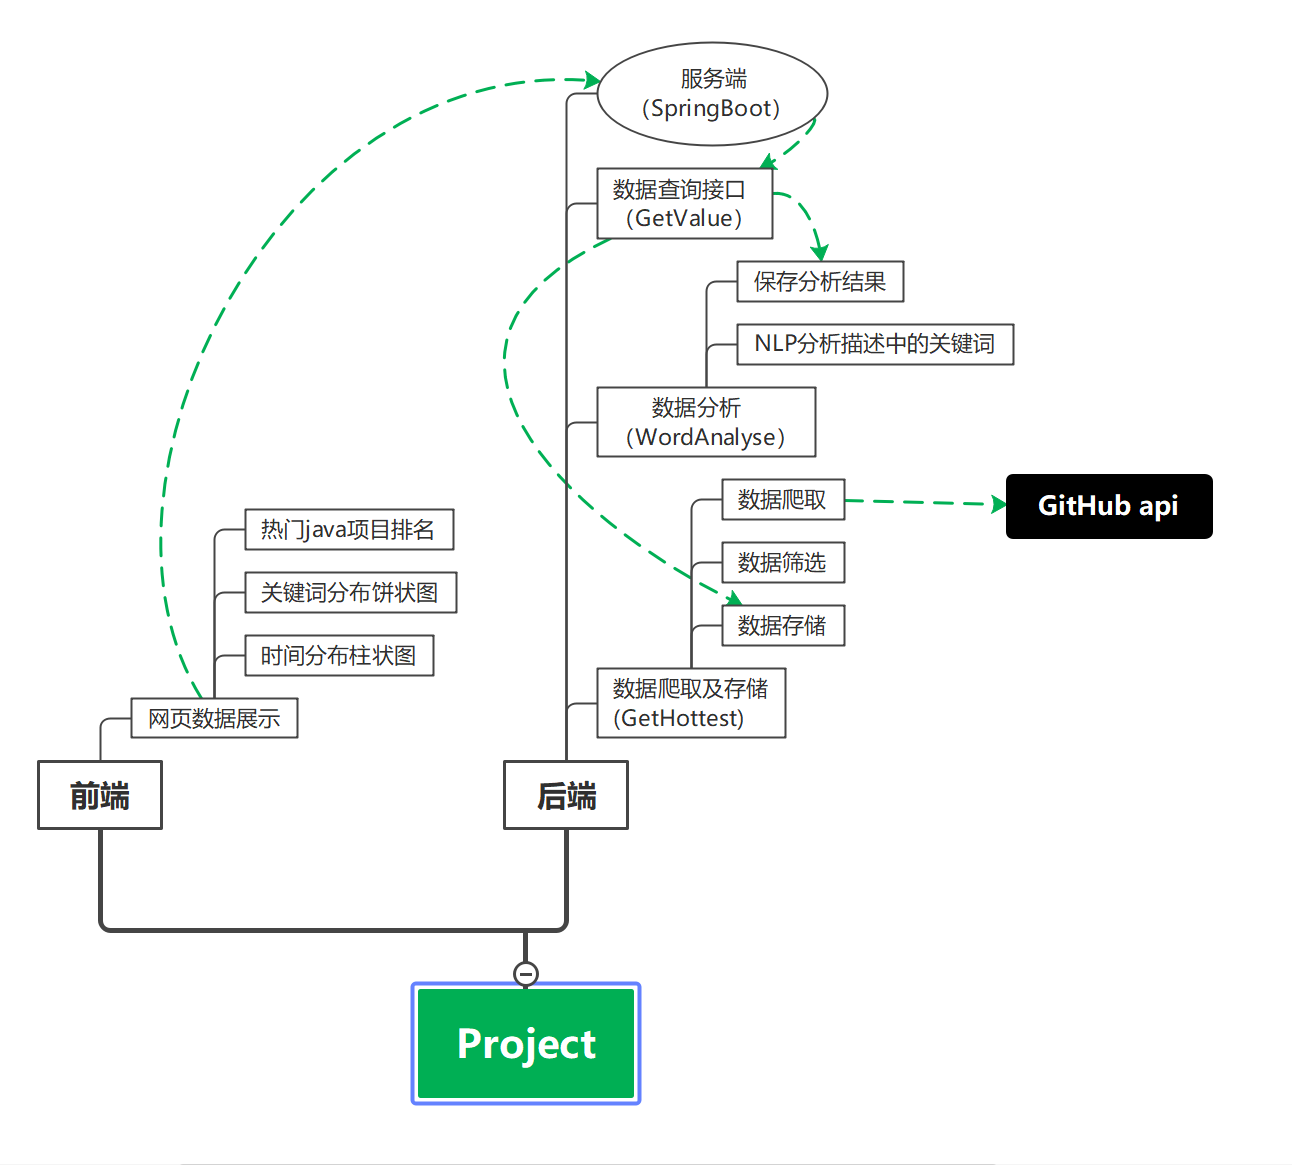 服务端
（SpringBoot）
数据查询接口
（GetValue）
保存分析结果
NLP分析描述中的关键词
数据分析
（WordAnalyse）
数据爬取
GitHub api
热门java项目排名
数据筛选
关键词分布饼状图
数据存储
时间分布柱状图
数据爬取及存储
(GetHottest)
网页数据展示
前端
后端
Project